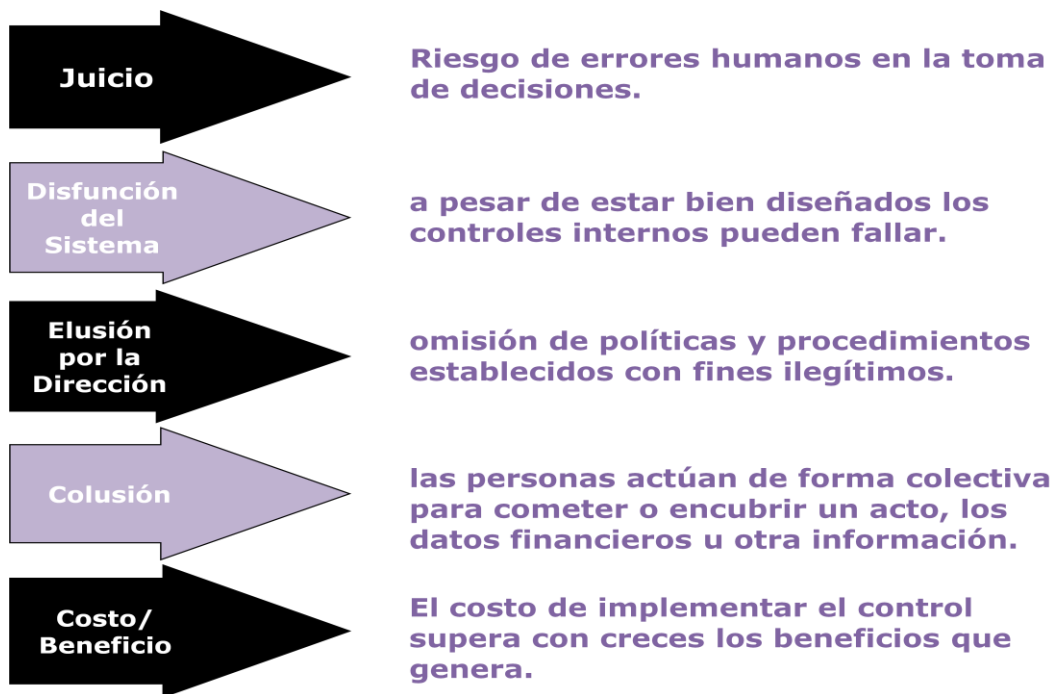 Juicio
Riesgo de errores humanos en la toma
de decisiones.
Disfunción
del
Sistema
a pesar de estar bien diseñados los
controles internos pueden fallar.
Elusión
por la
Dirección
omisión de políticas y procedimientos
establecidos con fines ilegítimos.
Colusión
las personas actúan de forma colectiva
para cometer o encubrir un acto, los
datos financieros u otra información.
Costo/
Beneficio
El costo de implementar el control
supera con creces los beneficios que
genera.